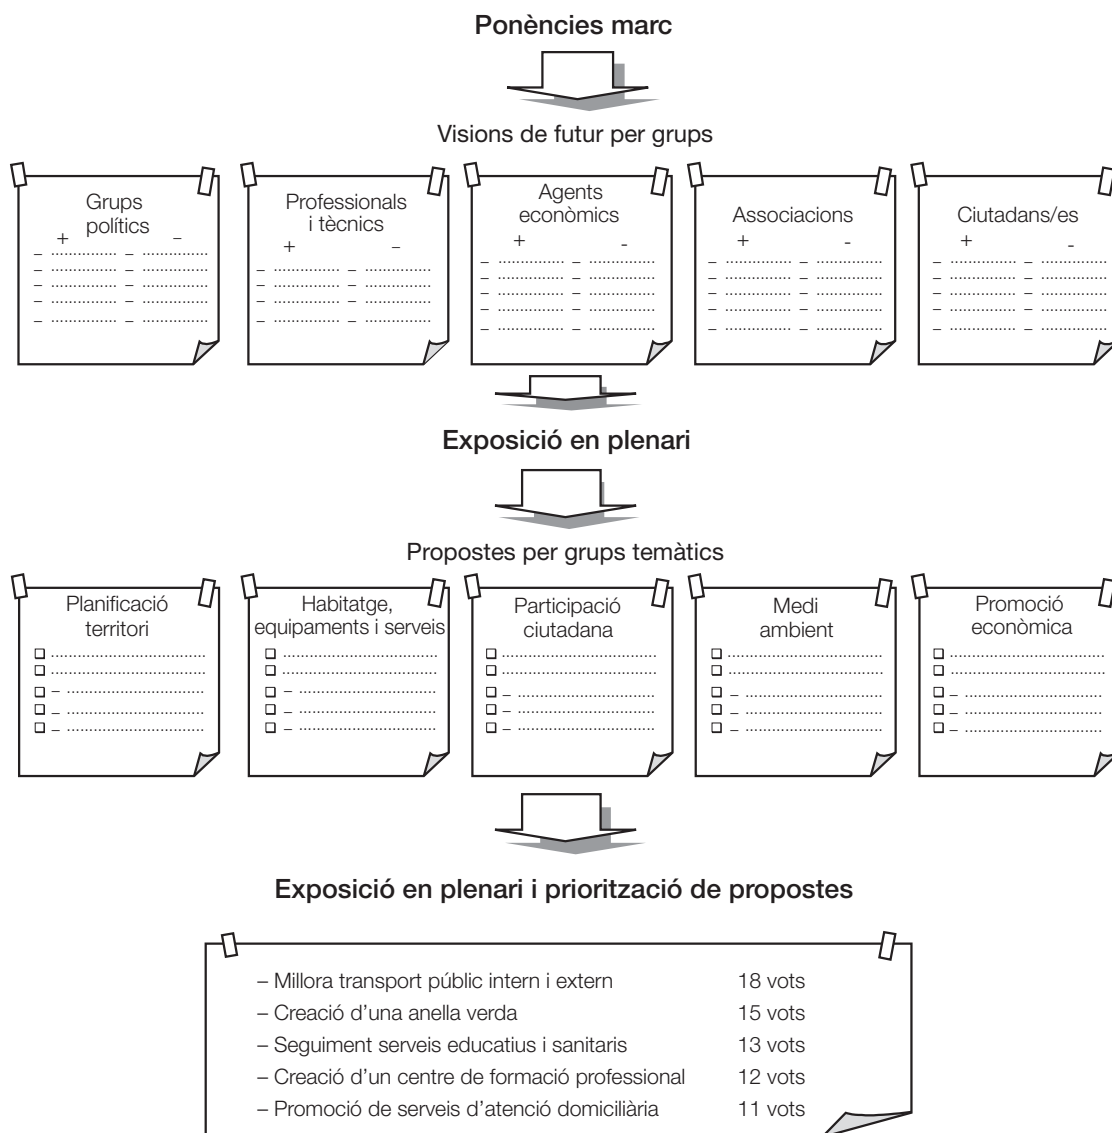 Ponències marc
Visions de futur per grups
Grups
polítics
+ –
– .................. – ..................
– .................. – ..................
– .................. – ..................
– .................. – ..................
– .................. – ..................
Professionals
i tècnics
+ –
– .................. – ..................
– .................. – ..................
– .................. – ..................
– .................. – ..................
Agents
econòmics
+ -
– .................. – ..................
– .................. – ..................
– .................. – ..................
– .................. – ..................
– .................. – ..................
Associacions
+ -
– .................. – ..................
– .................. – ..................
– .................. – ..................
– .................. – ..................
– .................. – ..................
Ciutadans/es
+ -
– .................. – ..................
– .................. – ..................
– .................. – ..................
– .................. – ..................
– .................. – ..................
Exposició en plenari
Propostes per grups temàtics
Planificació
territori
❑ ..........................................
❑ ..........................................
❑ – ......................................
❑ – ......................................
❑ – ......................................
Habitatge,
equipaments i serveis
❑ ..........................................
❑ ..........................................
❑ – ......................................
❑ – ......................................
❑ – ......................................
Participació
ciutadana
❑ ..........................................
❑ ..........................................
❑ – ......................................
❑ – ......................................
❑ – ......................................
Medi
ambient
❑ ..........................................
❑ ..........................................
❑ – ......................................
❑ – ......................................
❑ – ......................................
Promoció
econòmica
❑ ..........................................
❑ ..........................................
❑ – ......................................
❑ – ......................................
❑ – ......................................
Exposició en plenari i priorització de propostes
– Millora transport públic intern i extern 18 vots
– Creació d’una anella verda 15 vots
– Seguiment serveis educatius i sanitaris 13 vots
– Creació d’un centre de formació professional 12 vots
– Promoció de serveis d’atenció domiciliària 11 vots